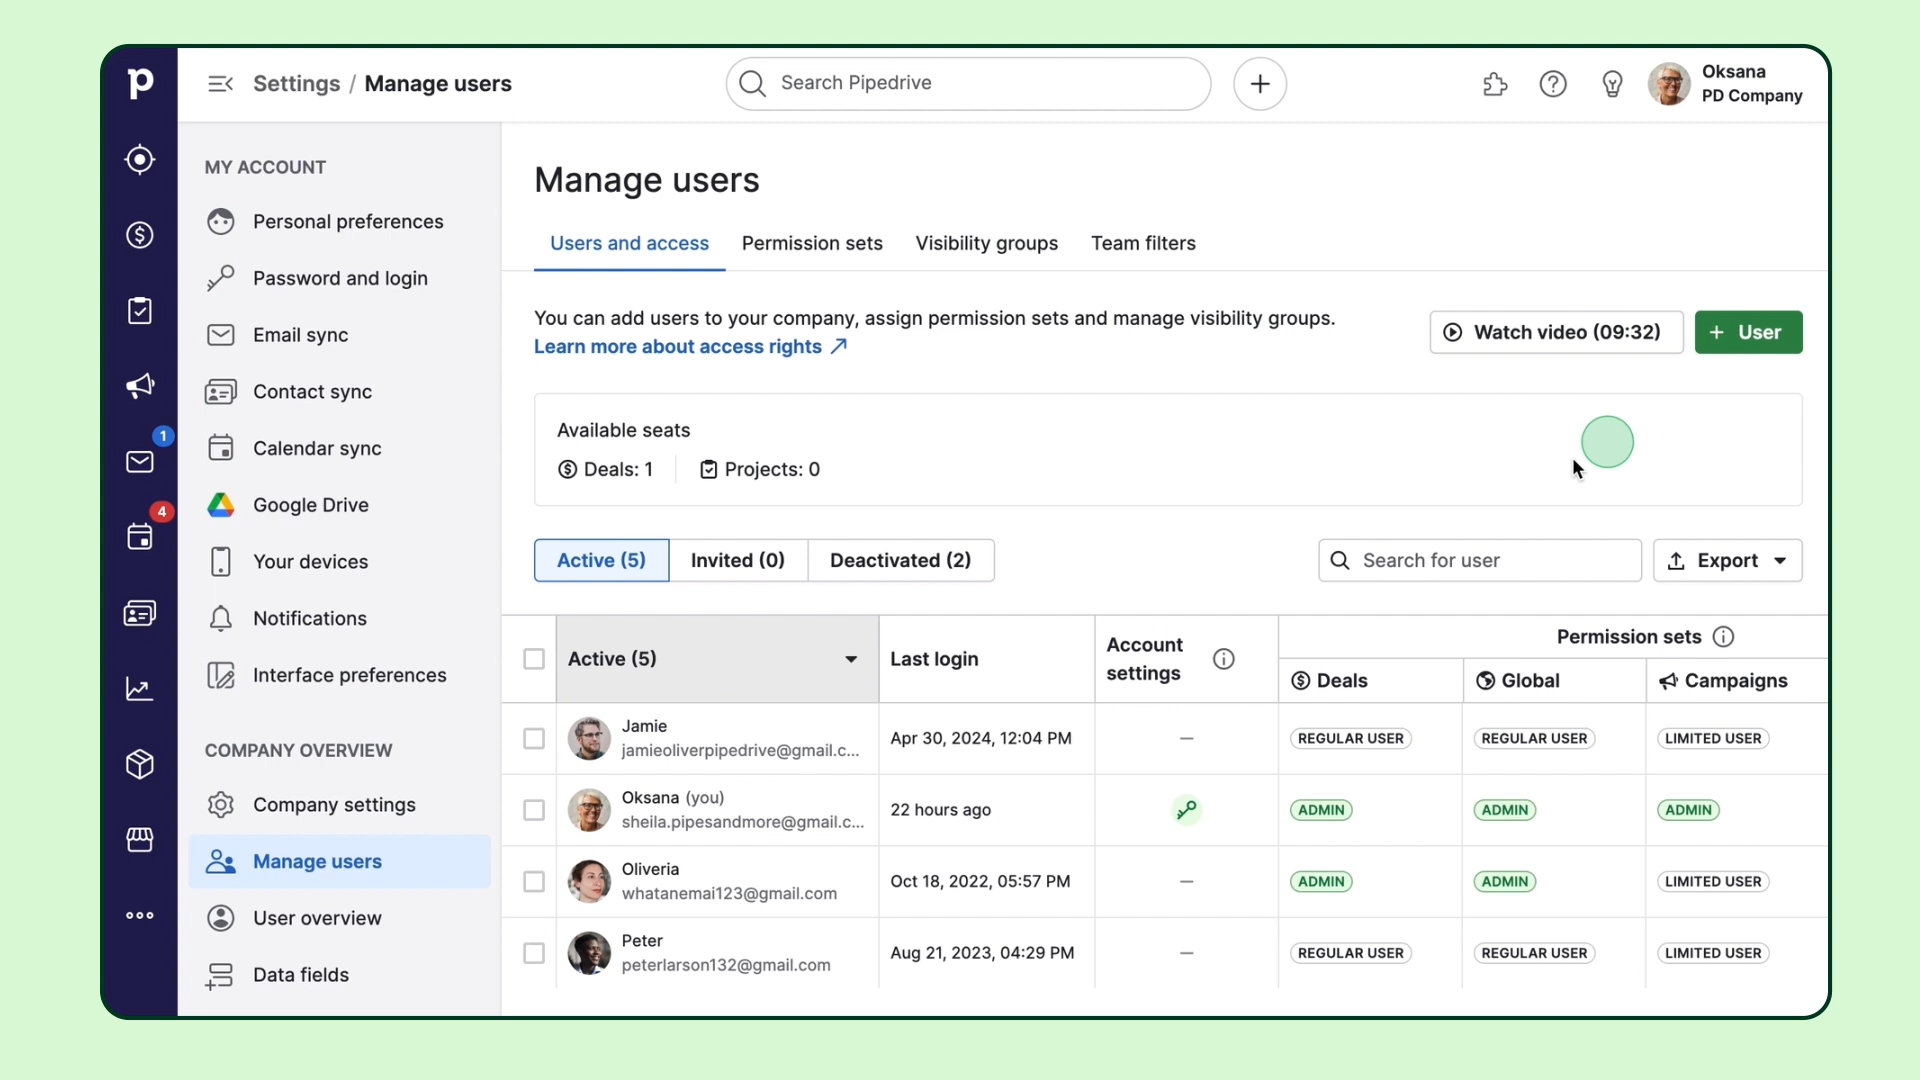 p
Settings / Manage users
Search Pipedrive
Oksana
PD Company
1
4
MY ACCOUNT
Personal preferences
Password and login
Email sync
Contact sync
Calendar sync
Google Drive
Your devices
Notifications
Interface preferences
COMPANY OVERVIEW
Company settings
Manage users
User overview
Data fields
Manage users
Users and access
Permission sets
Visibility groups
Team filters
You can add users to your company, assign permission sets and manage visibility groups.
Learn more about access rights
Watch video (09:32)
+ User
Available seats
Deals: 1
Projects: 0
Active (5)
Invited (0)
Deactivated (2)
Search for user
Export
Active (5)
Last login
Account
settings
Permission sets
Deals
Global
Campaigns
Jamie
jamieoliverpipedrive@gmail.c...
Apr 30, 2024, 12:04 PM
–
REGULAR USER
REGULAR USER
LIMITED USER
Oksana (you)
sheila.pipesandmore@gmail.c...
22 hours ago
ADMIN
ADMIN
ADMIN
Oliveria
whatanemai123@gmail.com
Oct 18, 2022, 05:57 PM
–
ADMIN
ADMIN
LIMITED USER
Peter
peterlarson132@gmail.com
Aug 21, 2023, 04:29 PM
–
REGULAR USER
REGULAR USER
LIMITED USER